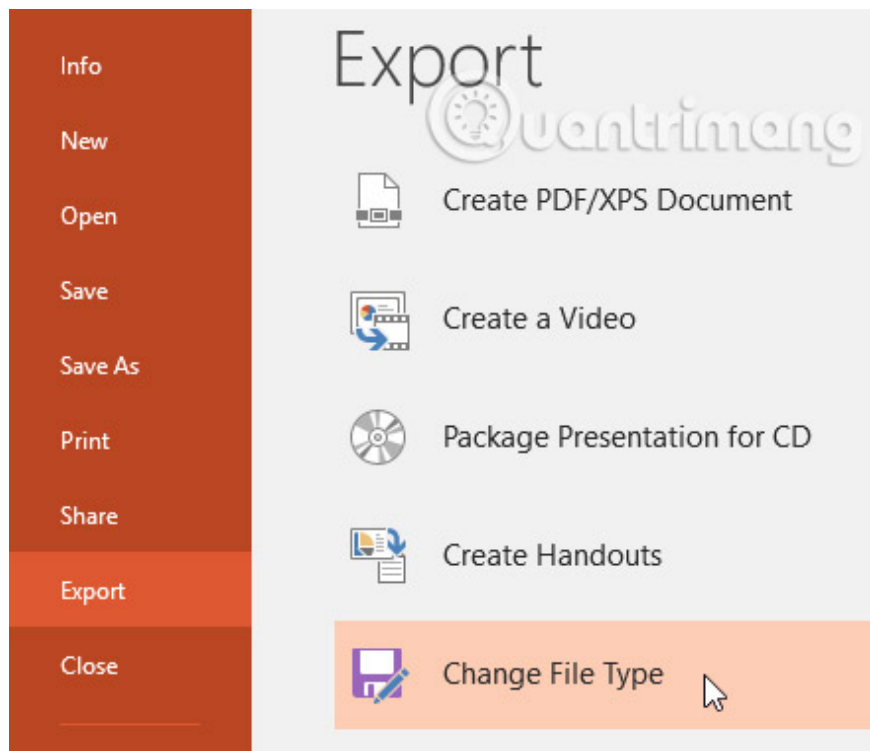 Info
New
Open
Save
Save As
Print
Share
Export
Close
Export
Quantrimang
Create PDF/XPS Document
Create a Video
Package Presentation for CD
Create Handouts
Change File Type